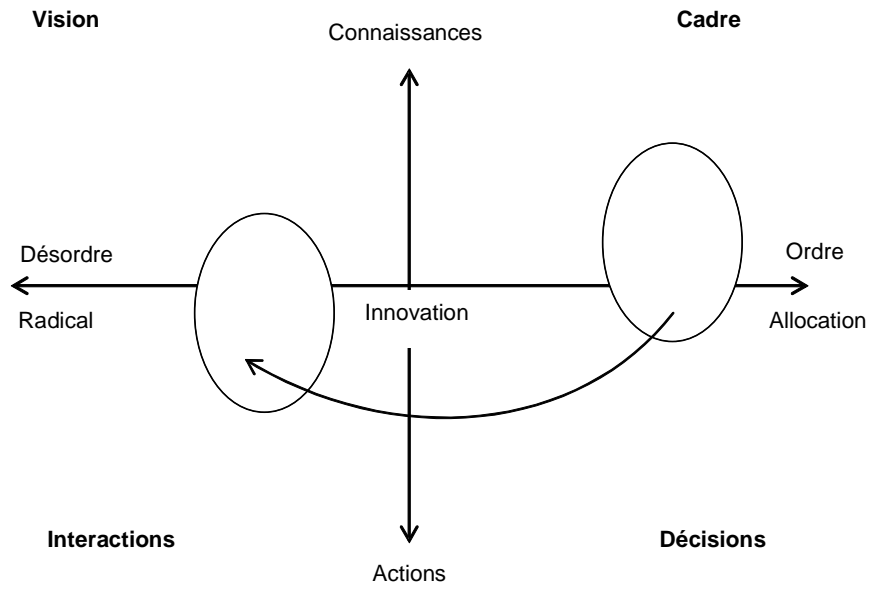 Vision
Cadre
Connaissances
Désordre
Ordre
Radical
Innovation
Allocation
Interactions
Décisions
Actions